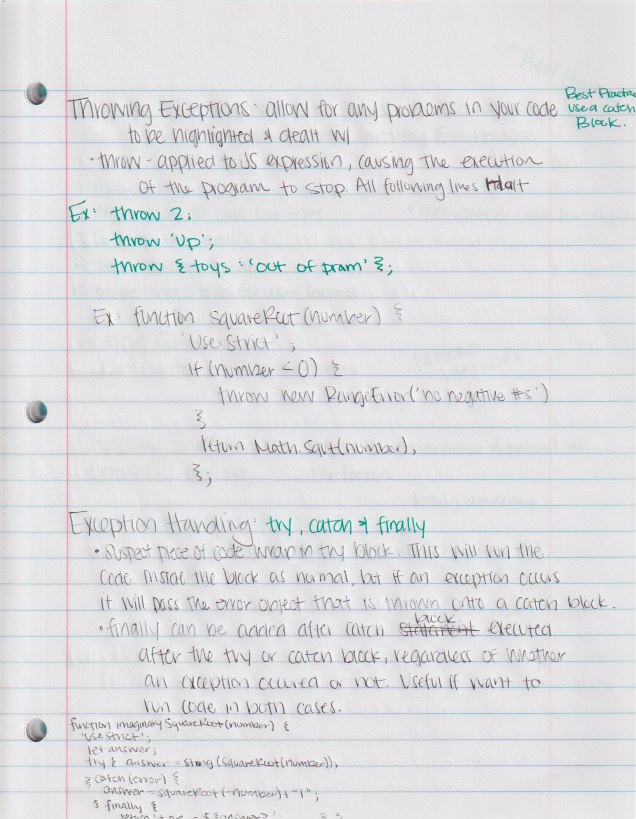 Throwing Exceptions: allow for any problems in your code
to be highlighted & dealt w/
Best Practice
use a catch
Block.
• throw - applied to JS expression, causing the execution
of the program to stop. All following lines halt
Ex: throw 2;
throw 'up';
throw { toys : 'out of pram' };
Ex: function squareRoot(number) {
'use strict' ;
if (number < 0) {
throw new RangeError('no negative #s')
}
return Math.sqrt(number);
};
Exception Handling: try, catch & finally
• suspect piece of code wrap in try block. This will run the
code inside the block as normal, but if an exception occurs
it will pass the error object that is thrown onto a catch block.
• finally can be added after catch statement block executed
after the try or catch block, regardless of whether
an exception occured or not. Useful if want to
run code in both cases.
function imaginarySquareRoot(number) {
'use strict';
let answer;
try { answer = string (squareRoot(number));
} catch (error) {
answer = squareRoot(-number) + "i";
} finally {